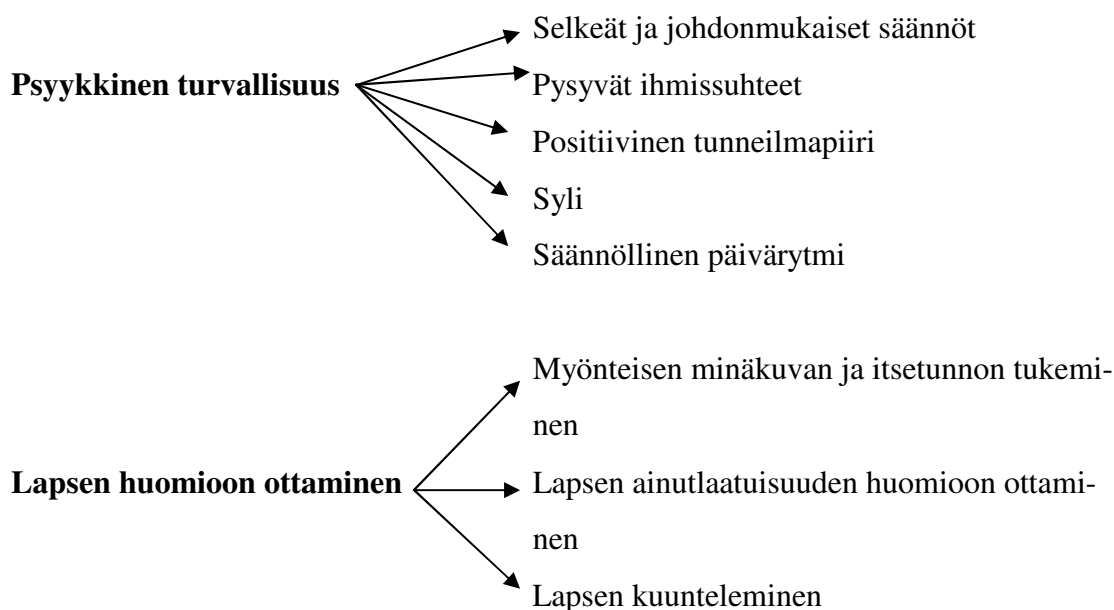 Selkeät ja johdonmukaiset säännöt
Psyykkinen turvallisuus
Pysyvät ihmissuhteet
Positiivinen tunneilmapiiri
Syli
Säännöllinen päivärytmi
Myönteisen minäkuvan ja itsetunnon tukemi-
nen
Lapsen huomioon ottaminen
Lapsen ainutlaatuisuuden huomioon ottami-
nen
Lapsen kuunteleminen